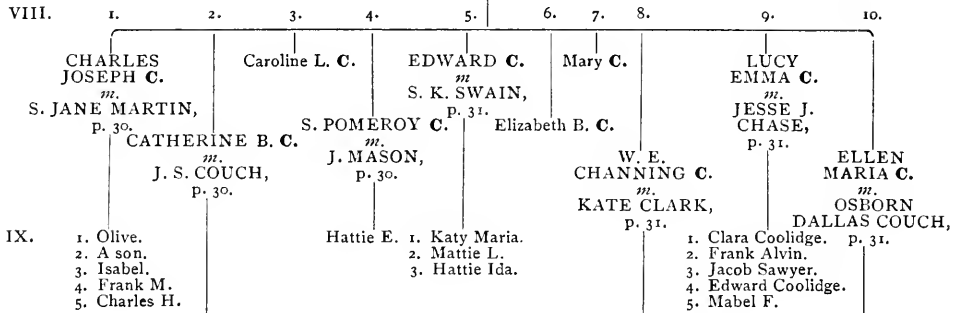 VIII. 1. 2. 3. 4. 5. 6. 7. 8. 9. 10.
CHARLES
JOSEPH C.
m.
S. JANE MARTIN,
p. 30.
CATHERINE B. C.
m.
J. S. COUCH,
p. 30.
Caroline L. C.
S. POMEROY C.
m.
J. MASON,
p. 30.
EDWARD C.
m
S. K. SWAIN,
p. 31.
Elizabeth B. C.
Mary C.
W. E.
CHANNING C.
m.
KATE CLARK,
p. 31.
LUCY
EMMA C.
m.
JESSE J.
CHASE,
p. 31.
ELLEN
MARIA C.
m.
OSBORN
DALLAS COUCH,
p. 31.
IX. 1. Olive.
2. A son.
3. Isabel.
4. Frank M.
5. Charles H.
Hattie E.
1. Katy Maria.
2. Mattie L.
3. Hattie Ida.
1. Clara Coolidge.
2. Frank Alvin.
3. Jacob Sawyer.
4. Edward Coolidge.
5. Mabel F.